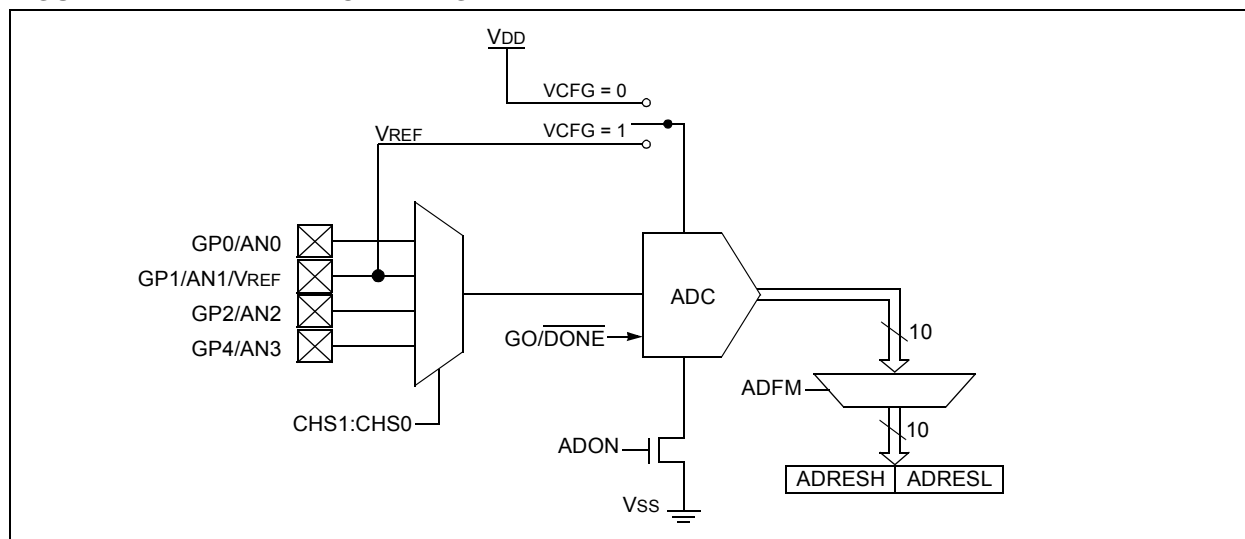 VDD
VCFG = 0
VCFG = 1
VREF
GP0/AN0
GP1/AN1/VREF
GP2/AN2
GP4/AN3
ADC
GO/DONE
10
ADFM
CHS1:CHS0
10
ADON
ADRESH ADRESL
VSS